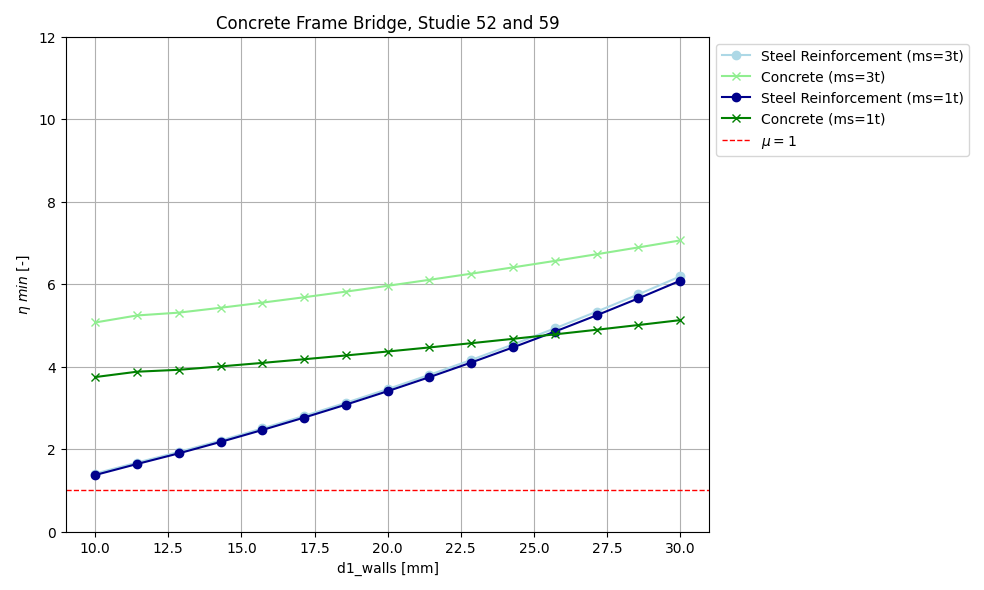 Concrete Frame Bridge, Studie 52 and 59
12
10
8
6
4
2
0
η min [-]
10.0 12.5 15.0 17.5 20.0 22.5 25.0 27.5 30.0
d1_walls [mm]
Steel Reinforcement (ms=3t)
Concrete (ms=3t)
Steel Reinforcement (ms=1t)
Concrete (ms=1t)
μ = 1